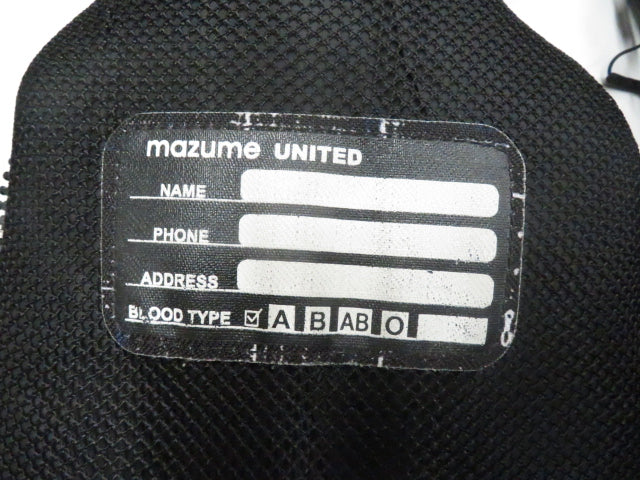 mazume UNITED
NAME
PHONE
ADDRESS
BLOOD TYPE ☑ A B AB O